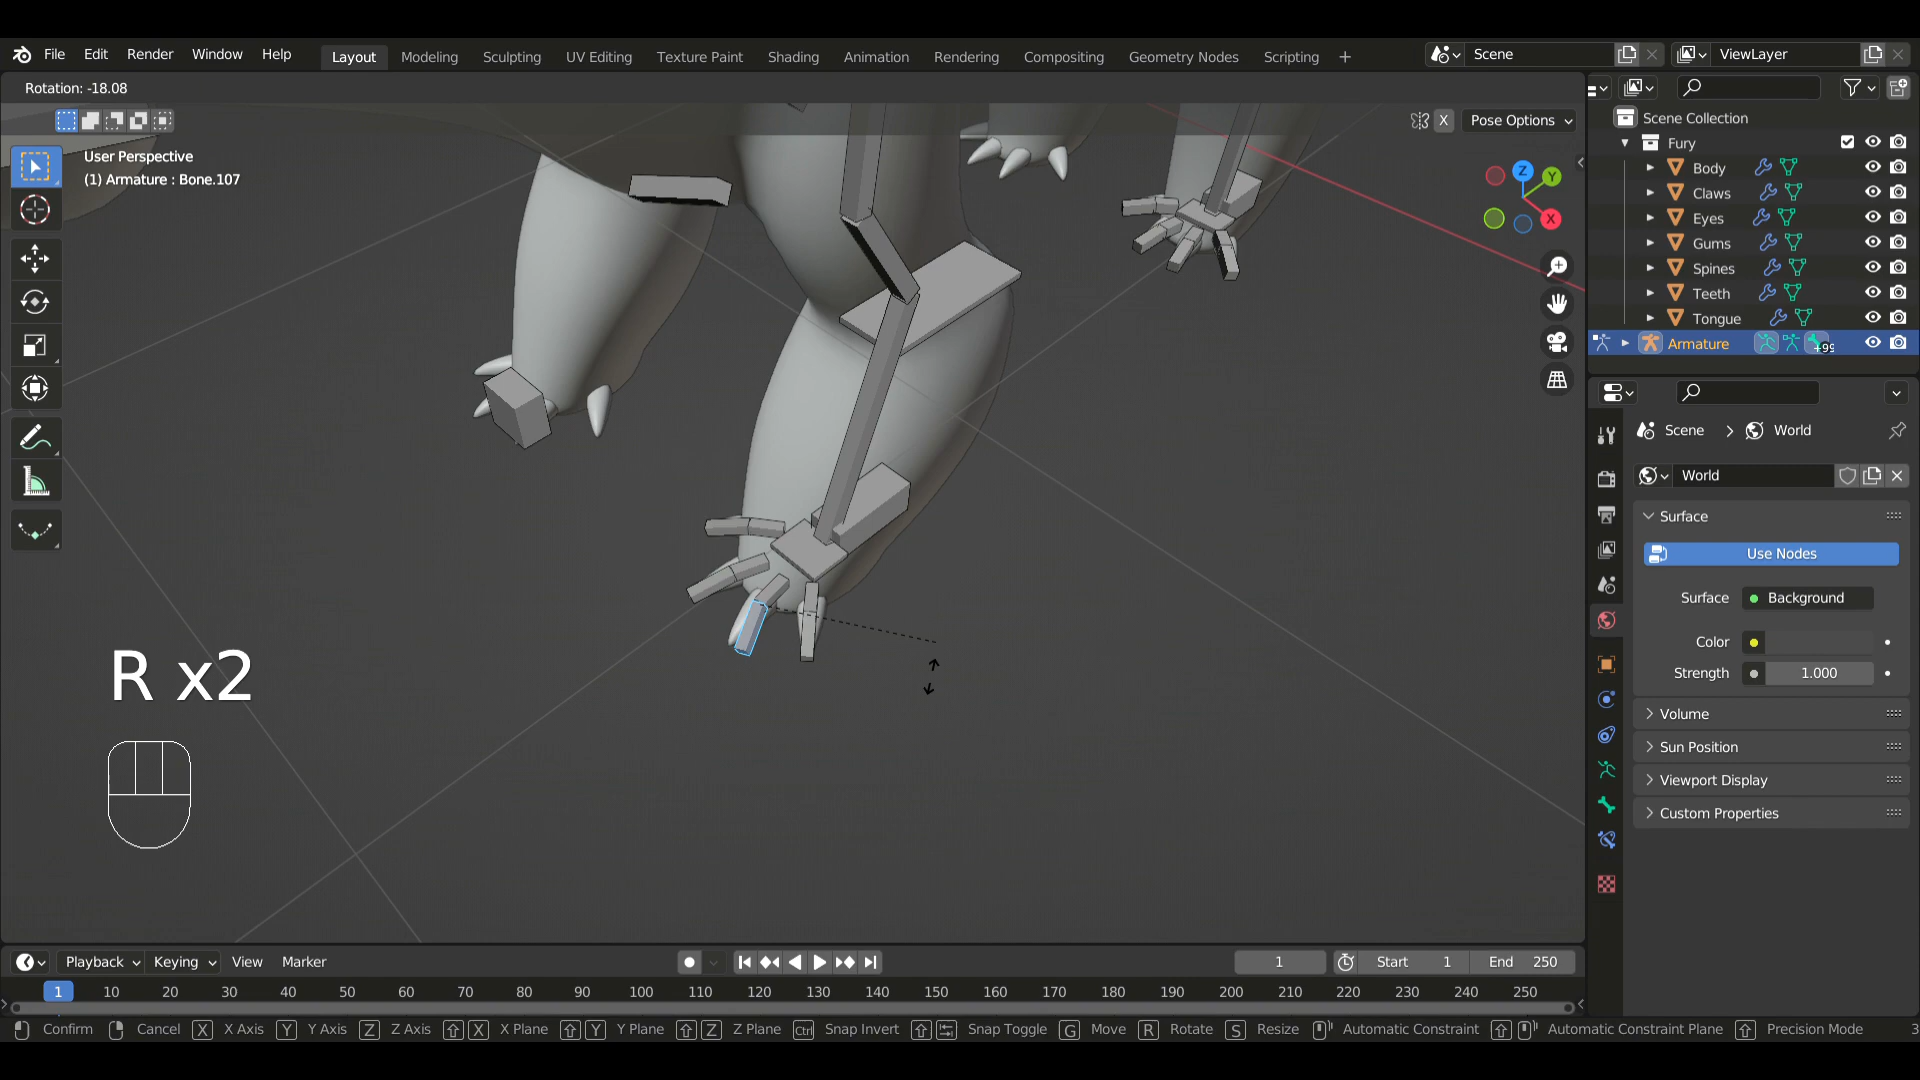 File Edit Render Window Help Layout Modeling Sculpting UV Editing Texture Paint Shading Animation Rendering Compositing Geometry Nodes Scripting + Scene ViewLayer
Rotation: -18.08
X Pose Options
User Perspective
(1) Armature : Bone.107
Z Y X
Scene Collection
Fury
Body
Claws
Eyes
Gums
Spines
Teeth
Tongue
Armature +99
Scene > World
World
Surface
Use Nodes
Surface Background
Color
Strength 1.000
Volume
Sun Position
Viewport Display
Custom Properties
R x2
Playback Keying View Marker 1 Start 1 End 250
1 10 20 30 40 50 60 70 80 90 100 110 120 130 140 150 160 170 180 190 200 210 220 230 240 250
Confirm Cancel X X Axis Y Y Axis Z Z Axis X X Plane Y Y Plane Z Z Plane Ctrl Snap Invert Snap Toggle G Move R Rotate S Resize Automatic Constraint Automatic Constraint Plane Precision Mode 3